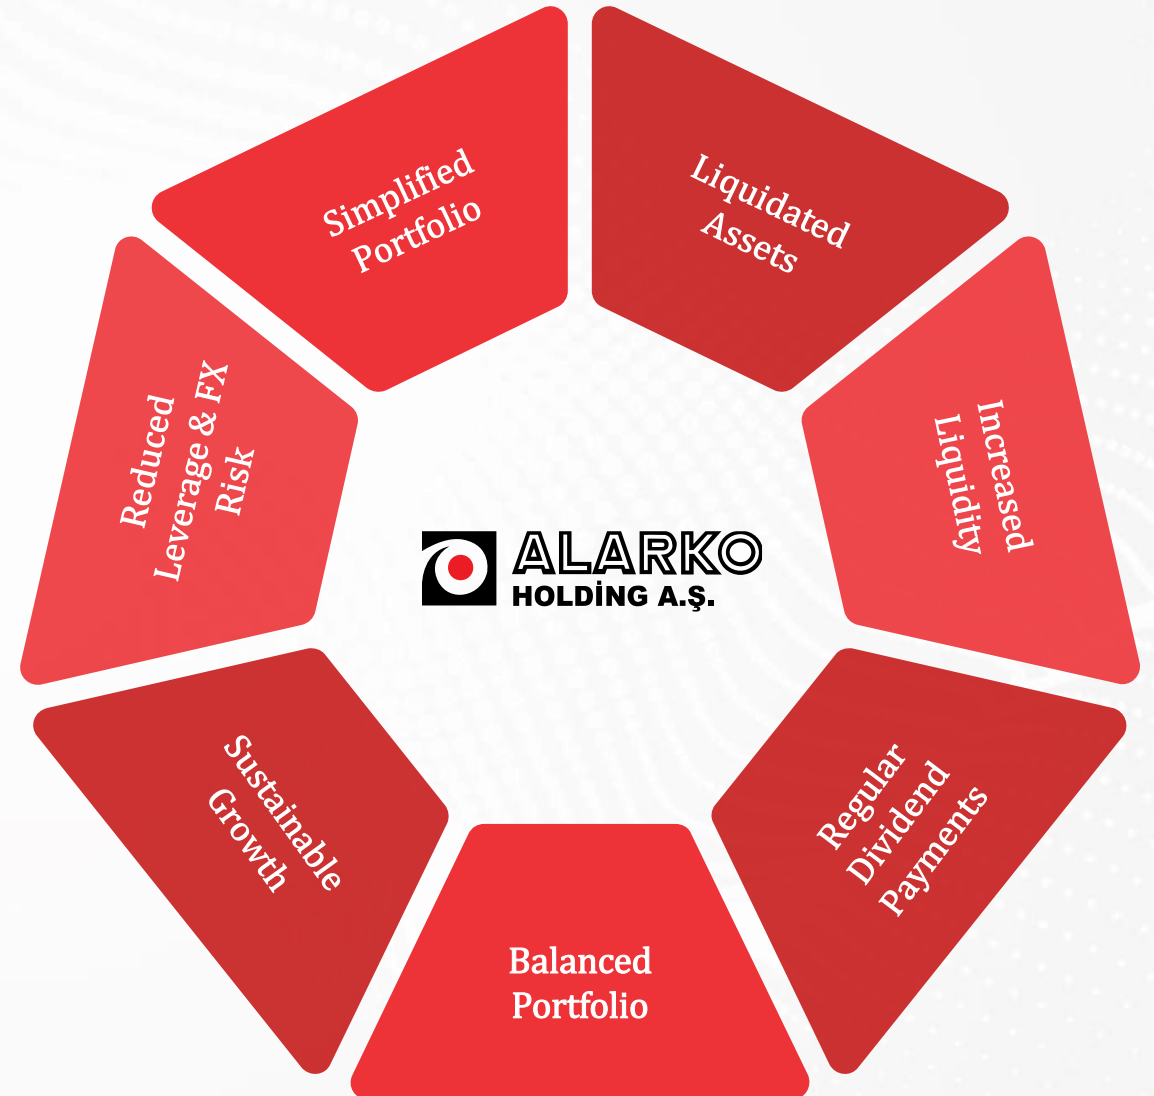 Simplified
Portfolio
Liquidated
Assets
Increased
Liquidity
Regular
Dividend
Payments
Balanced
Portfolio
Sustainable
Growth
Reduced
Leverage & FX
Risk
ALARKO
HOLDİNG A.Ş.